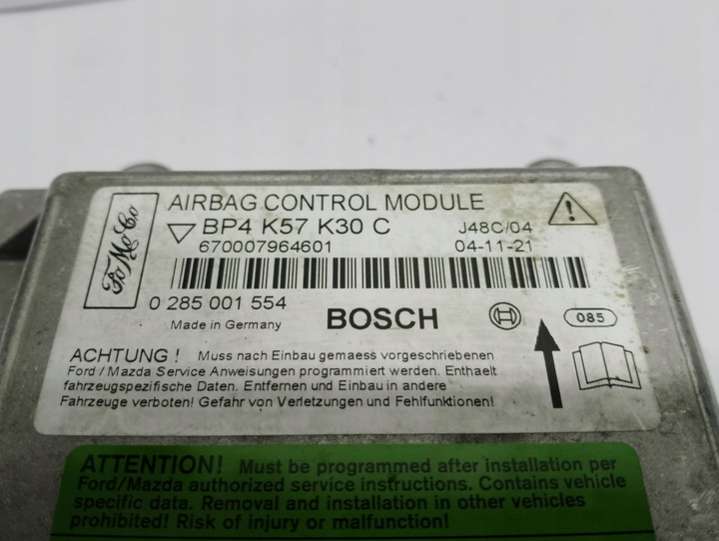 FoMoCo
AIRBAG CONTROL MODULE
BP4 K57 K30 C
J48C/04
670007964601
04-11-21
0 285 001 554
Made in Germany
BOSCH
085
ACHTUNG ! Muss nach Einbau gemaess vorgeschriebenen
Ford / Mazda Service Anweisungen programmiert werden. Enthaelt
fahrzeugspezifische Daten. Entfernen und Einbau in andere
Fahrzeuge verboten! Gefahr von Verletzungen und Fehlfunktionen!
ATTENTION! Must be programmed after installation per
Ford/Mazda authorized service instructions. Contains vehicle
specific data. Removal and installation in other vehicles
prohibited! Risk of injury or malfunction!